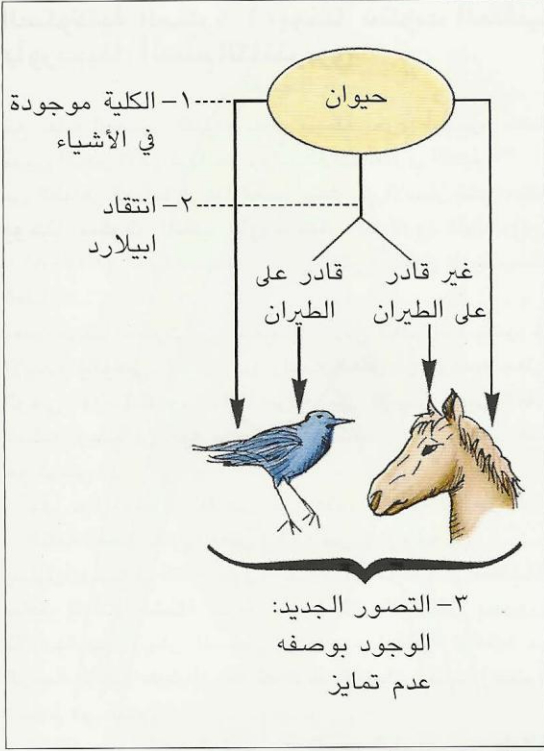 حيوان
١- الكلية موجودة
في الأشياء
٢- انتقاد
ابيلارد
قادر على
الطيران
غير قادر
على الطيران
٣- التصور الجديد:
الوجود بوصفه
عدم تمايز